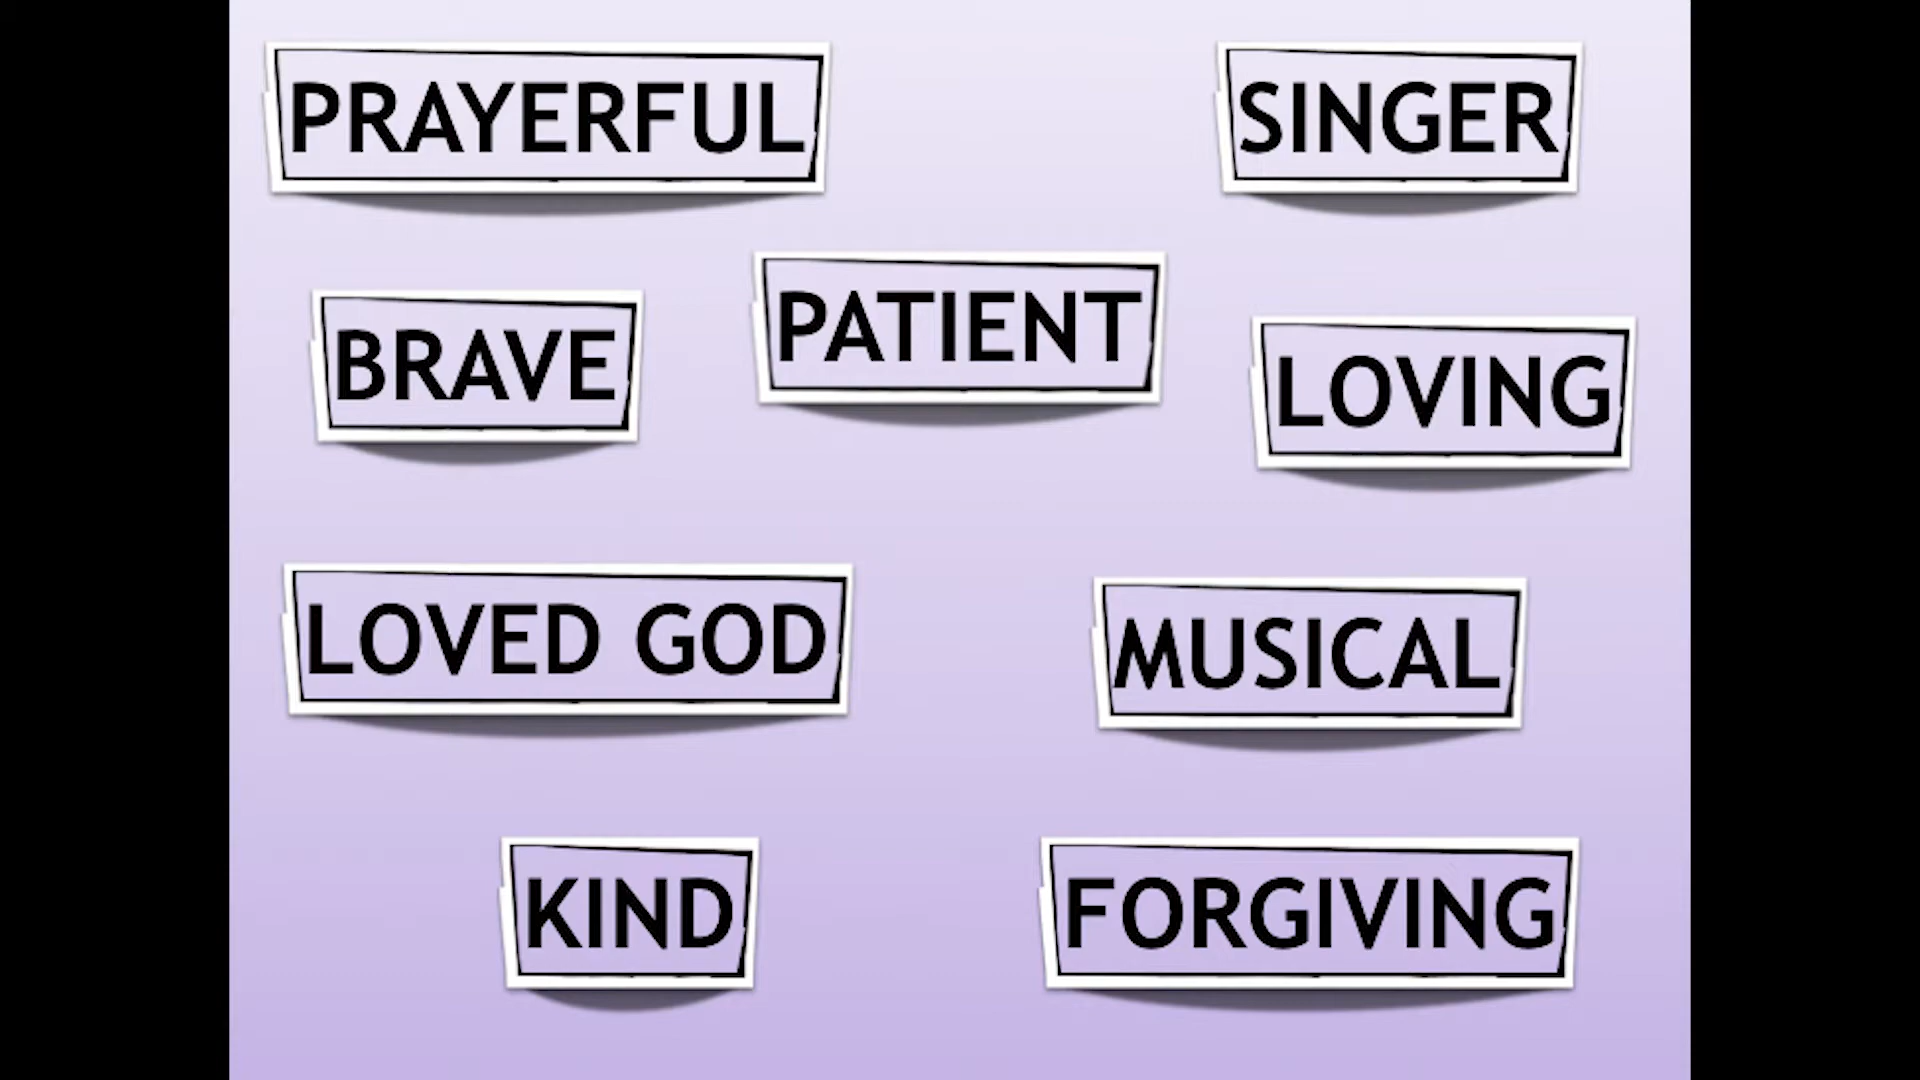 PRAYERFUL
SINGER
BRAVE
PATIENT
LOVING
LOVED GOD
MUSICAL
KIND
FORGIVING